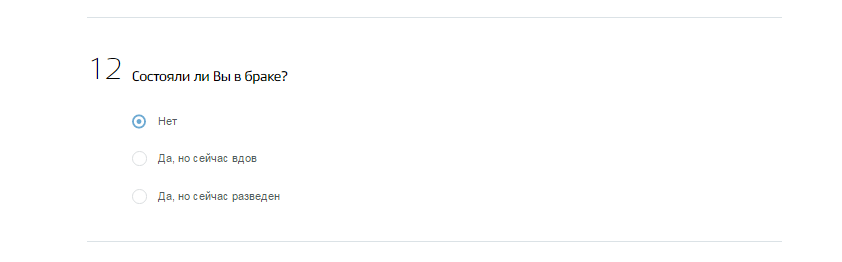 12 Состояли ли Вы в браке?
Нет
Да, но сейчас вдов
Да, но сейчас разведен